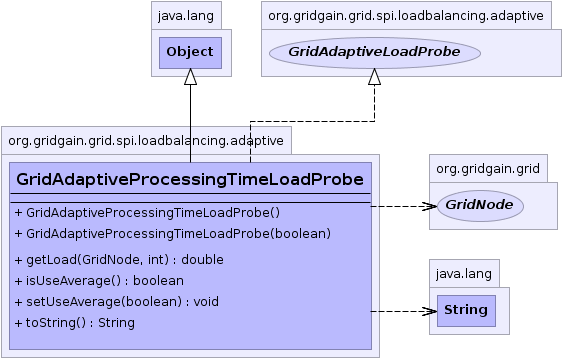 java.lang
Object
org.gridgain.grid.spi.loadbalancing.adaptive
GridAdaptiveLoadProbe
org.gridgain.grid.spi.loadbalancing.adaptive
GridAdaptiveProcessingTimeLoadProbe
+ GridAdaptiveProcessingTimeLoadProbe()
+ GridAdaptiveProcessingTimeLoadProbe(boolean)
+ getLoad(GridNode, int) : double
+ isUseAverage() : boolean
+ setUseAverage(boolean) : void
+ toString() : String
org.gridgain.grid
GridNode
java.lang
String